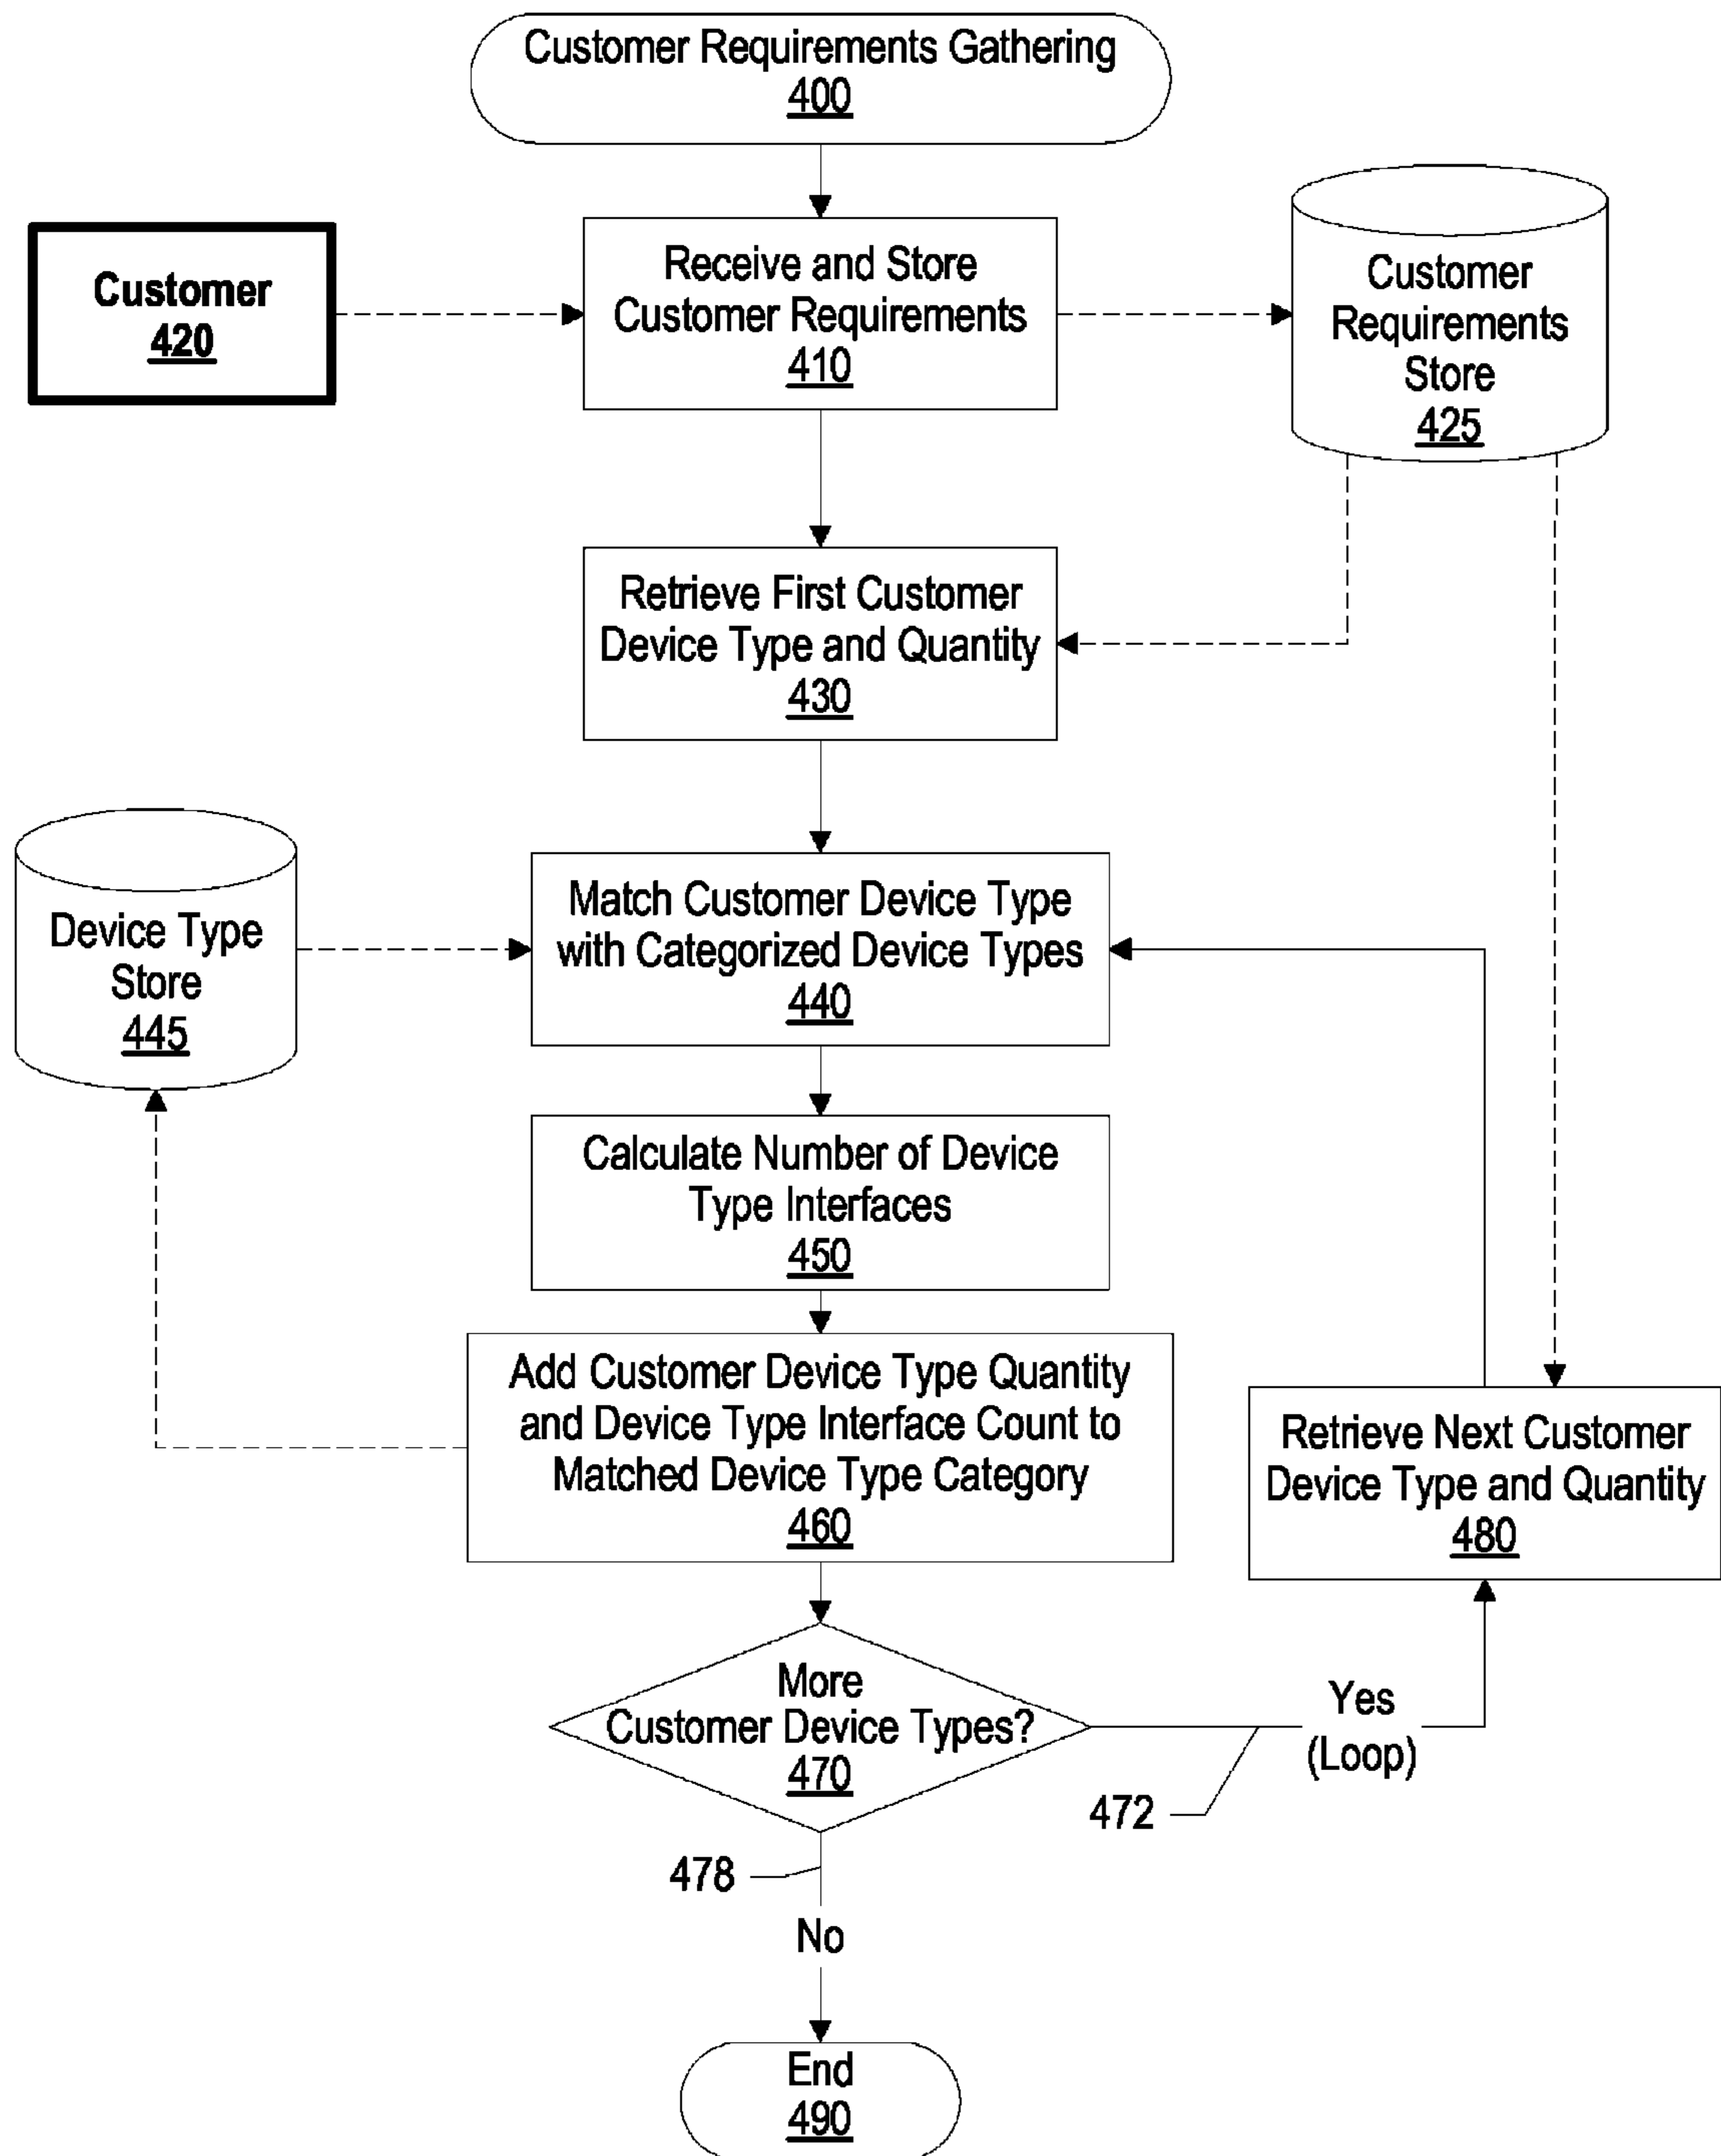 Customer Requirements Gathering
400
Customer
420
Receive and Store
Customer Requirements
410
Customer
Requirements
Store
425
Retrieve First Customer
Device Type and Quantity
430
Device Type
Store
445
Match Customer Device Type
with Categorized Device Types
440
Calculate Number of Device
Type Interfaces
450
Add Customer Device Type Quantity
and Device Type Interface Count to
Matched Device Type Category
460
Retrieve Next Customer
Device Type and Quantity
480
More
Customer Device Types?
470
Yes
(Loop)
472
478
No
End
490